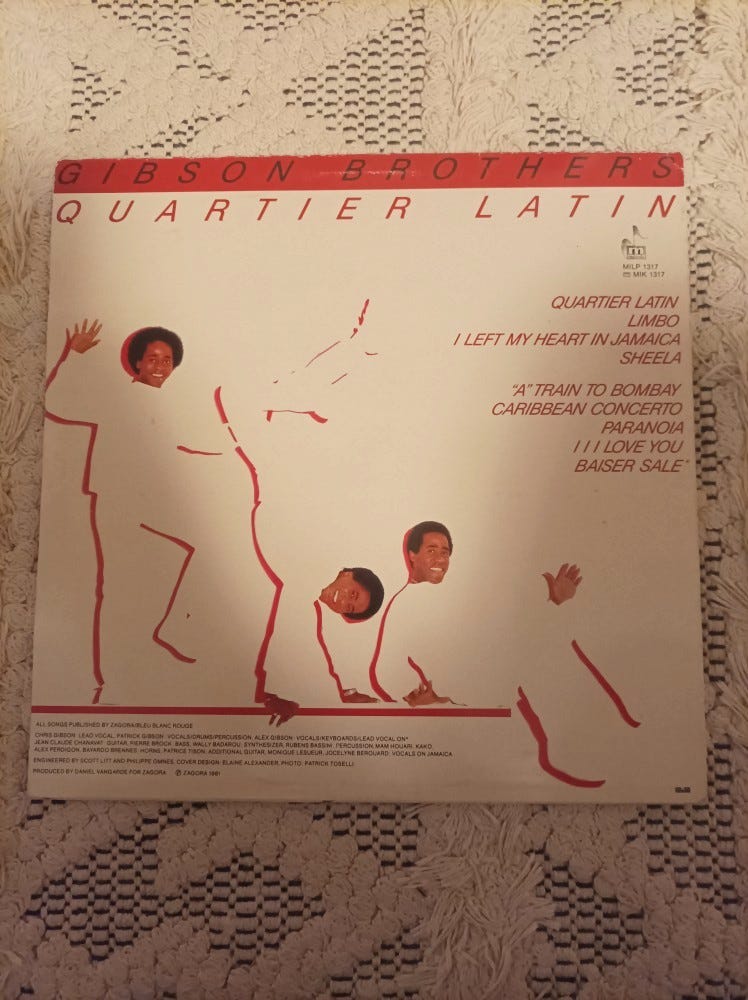 GIBSON BROTHERS
QUARTIER LATIN
MILP 1317
MIK 1317
QUARTIER LATIN
LIMBO
I LEFT MY HEART IN JAMAICA
SHEELA
"A" TRAIN TO BOMBAY
CARIBBEAN CONCERTO
PARANOIA
I I I LOVE YOU
BAISER SALE*
ALL SONGS PUBLISHED BY ZAGORA/BLEU BLANC ROUGE
CHRIS GIBSON: LEAD VOCAL, PATRICK GIBSON: VOCALS/DRUMS/PERCUSSION, ALEX GIBSON: VOCALS/KEYBOARDS/LEAD VOCAL ON*
JEAN CLAUDE CHANAVAT: GUITAR, PIERRE BROCK: BASS, WALLY BADAROU: SYNTHESIZER, RUBENS BASSINI: PERCUSSION, MAM HOUARI, KAKO,
ALEX PERDIGON, BAYARDO BREANES: HORNS, PATRICE TISON: ADDITIONAL GUITAR, MONIQUE LESUEUR, JOCELYNE BEROUARD: VOCALS ON JAMAICA
ENGINEERED BY SCOTT LITT AND PHILIPPE OMNES, COVER DESIGN: ELAINE ALEXANDER, PHOTO: PATRICK TOSELLI
PRODUCED BY DANIEL VANGARDE FOR ZAGORA ℗ ZAGORA 1981